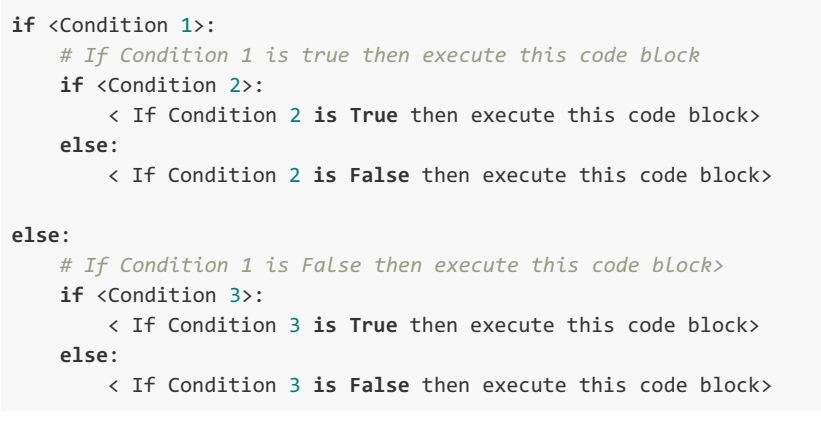 if <Condition 1>:
    # If Condition 1 is true then execute this code block
    if <Condition 2>:
        < If Condition 2 is True then execute this code block>
    else:
        < If Condition 2 is False then execute this code block>

else:
    # If Condition 1 is False then execute this code block>
    if <Condition 3>:
        < If Condition 3 is True then execute this code block>
    else:
        < If Condition 3 is False then execute this code block>